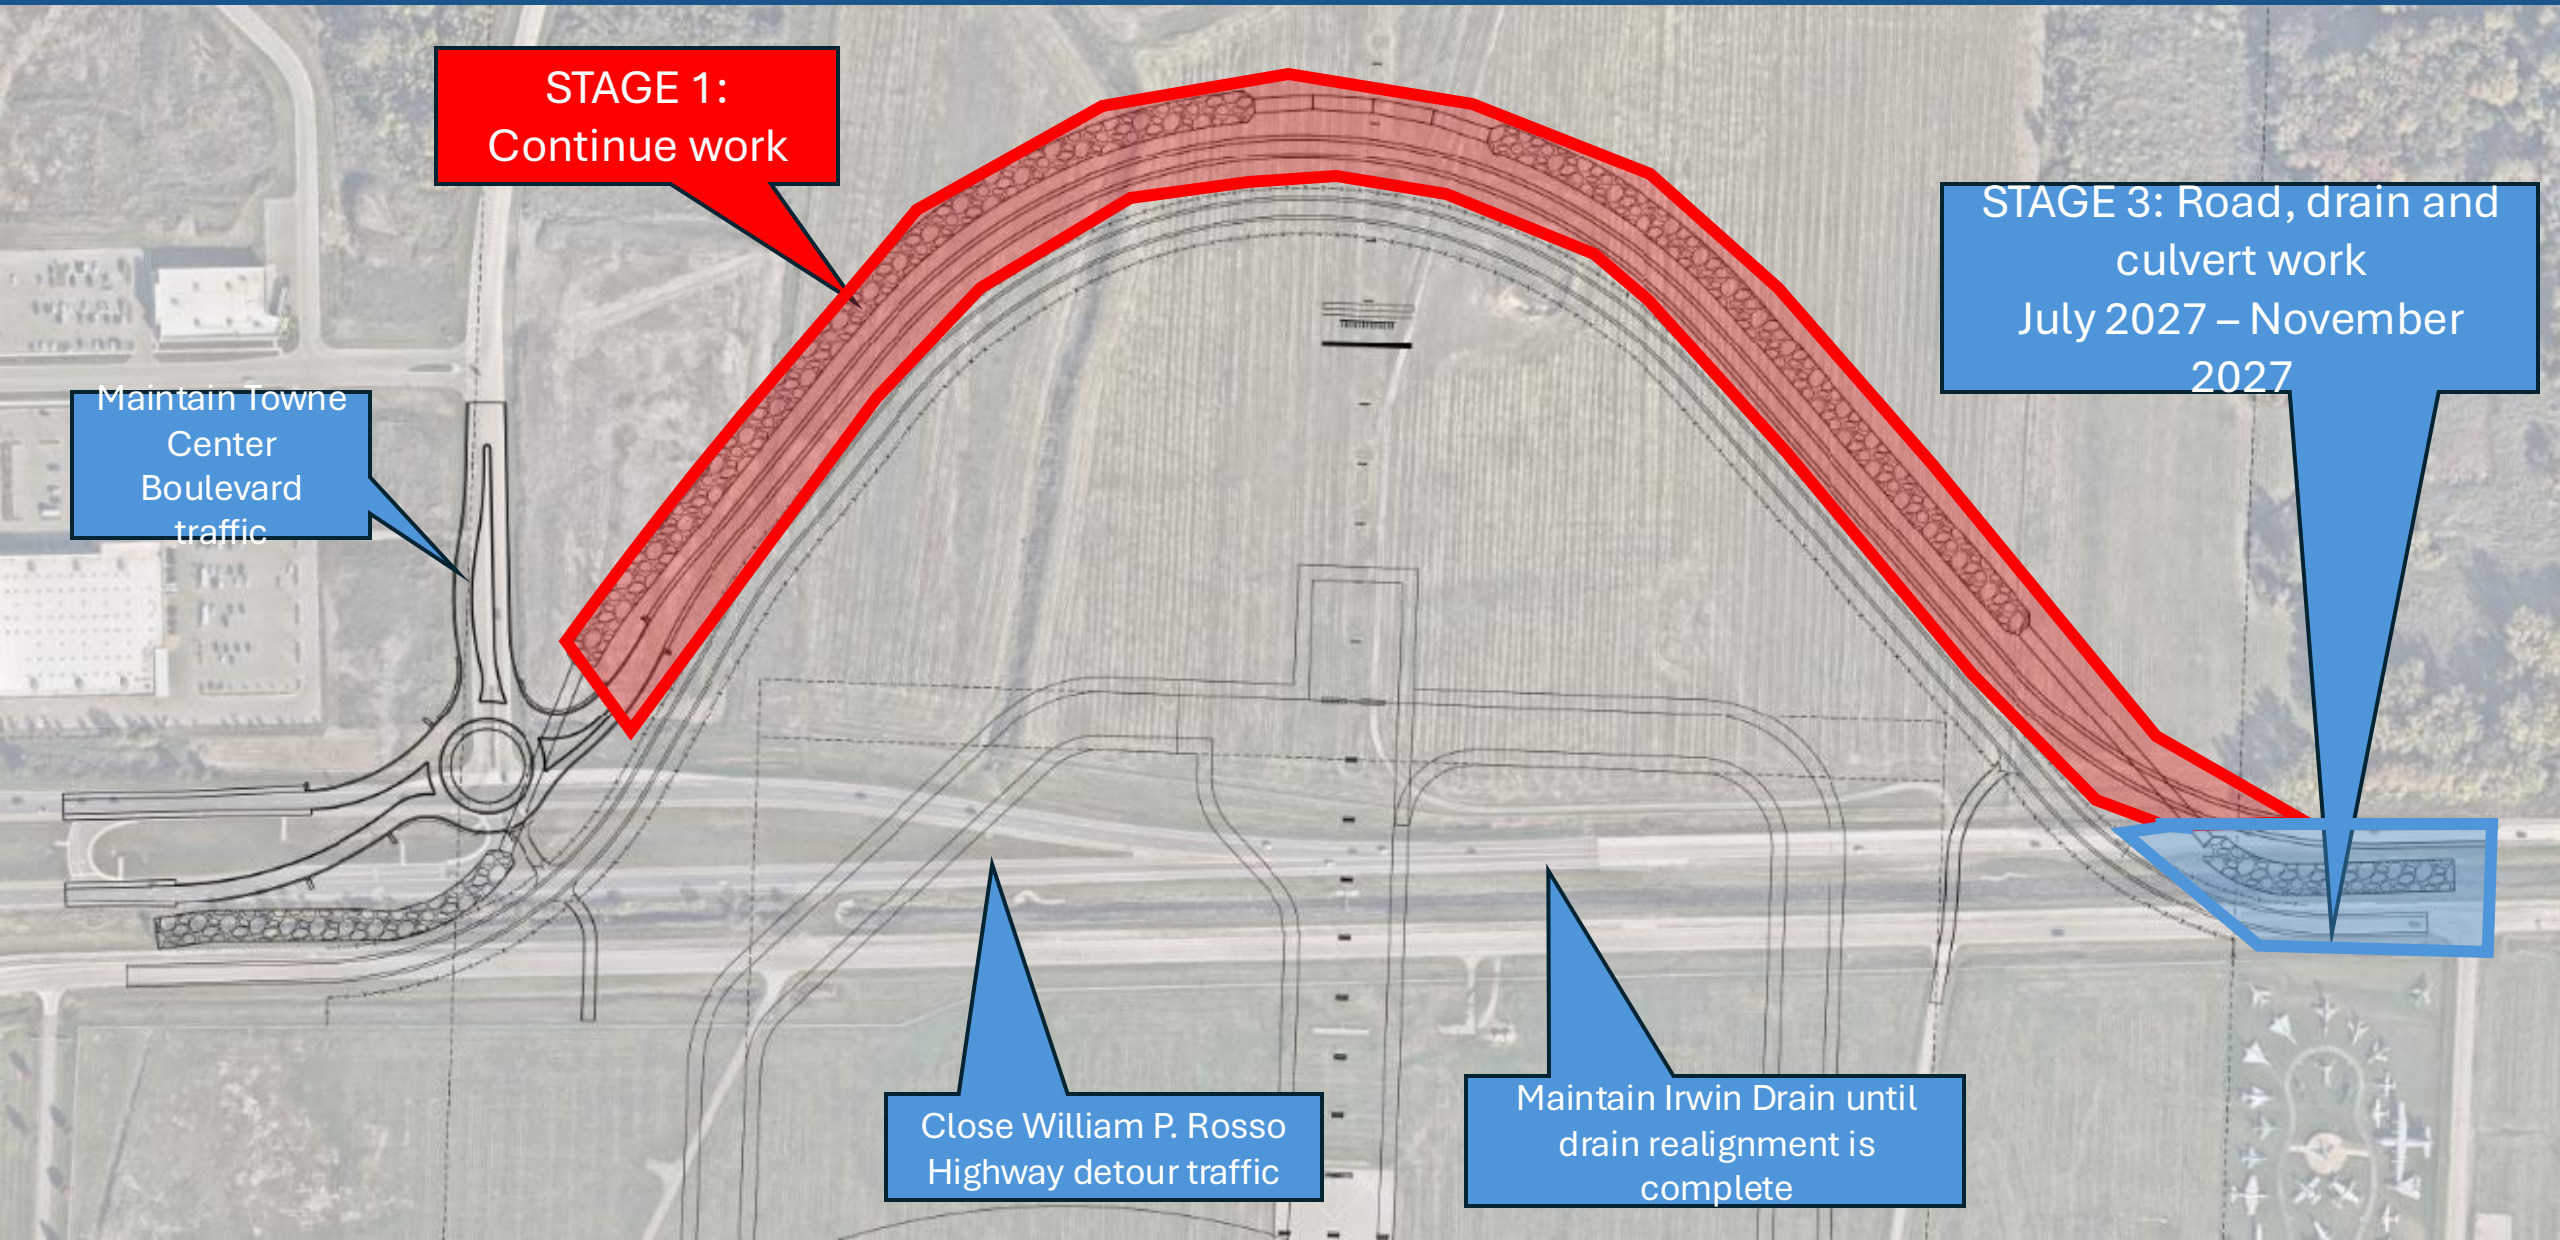 STAGE 1:
Continue work
STAGE 3: Road, drain and
culvert work
July 2027 – November
2027
Maintain Towne
Center
Boulevard
traffic
Close William P. Rosso
Highway detour traffic
Maintain Irwin Drain until
drain realignment is
complete